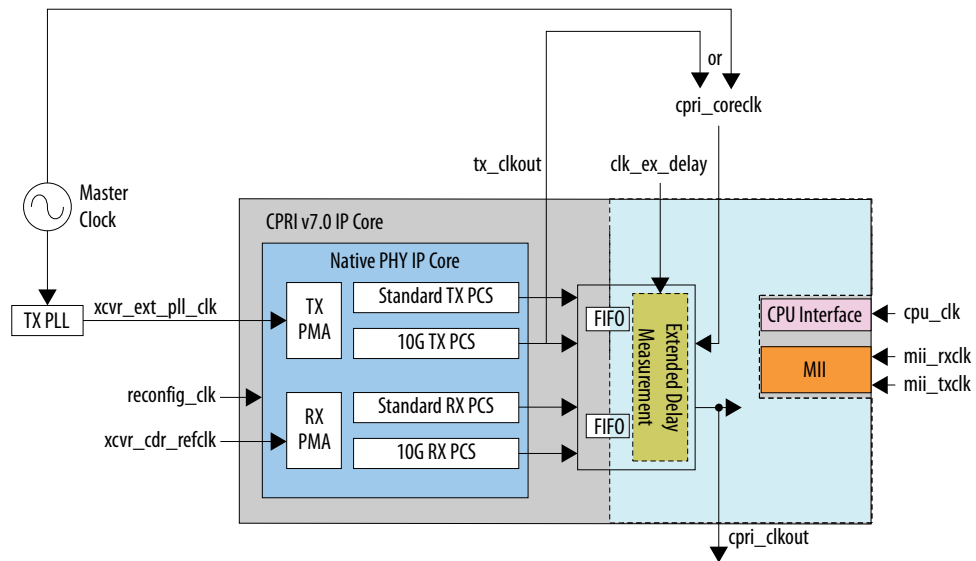 or
cpri_coreclk
tx_clkout
clk_ex_delay
Master
Clock
CPRI v7.0 IP Core
Native PHY IP Core
TX PLL
xcvr_ext_pll_clk
TX
PMA
Standard TX PCS
10G TX PCS
FIFO
Extended Delay
Measurement
CPU Interface
cpu_clk
MII
mii_rxclk
mii_txclk
reconfig_clk
xcvr_cdr_refclk
RX
PMA
Standard RX PCS
10G RX PCS
FIFO
cpri_clkout